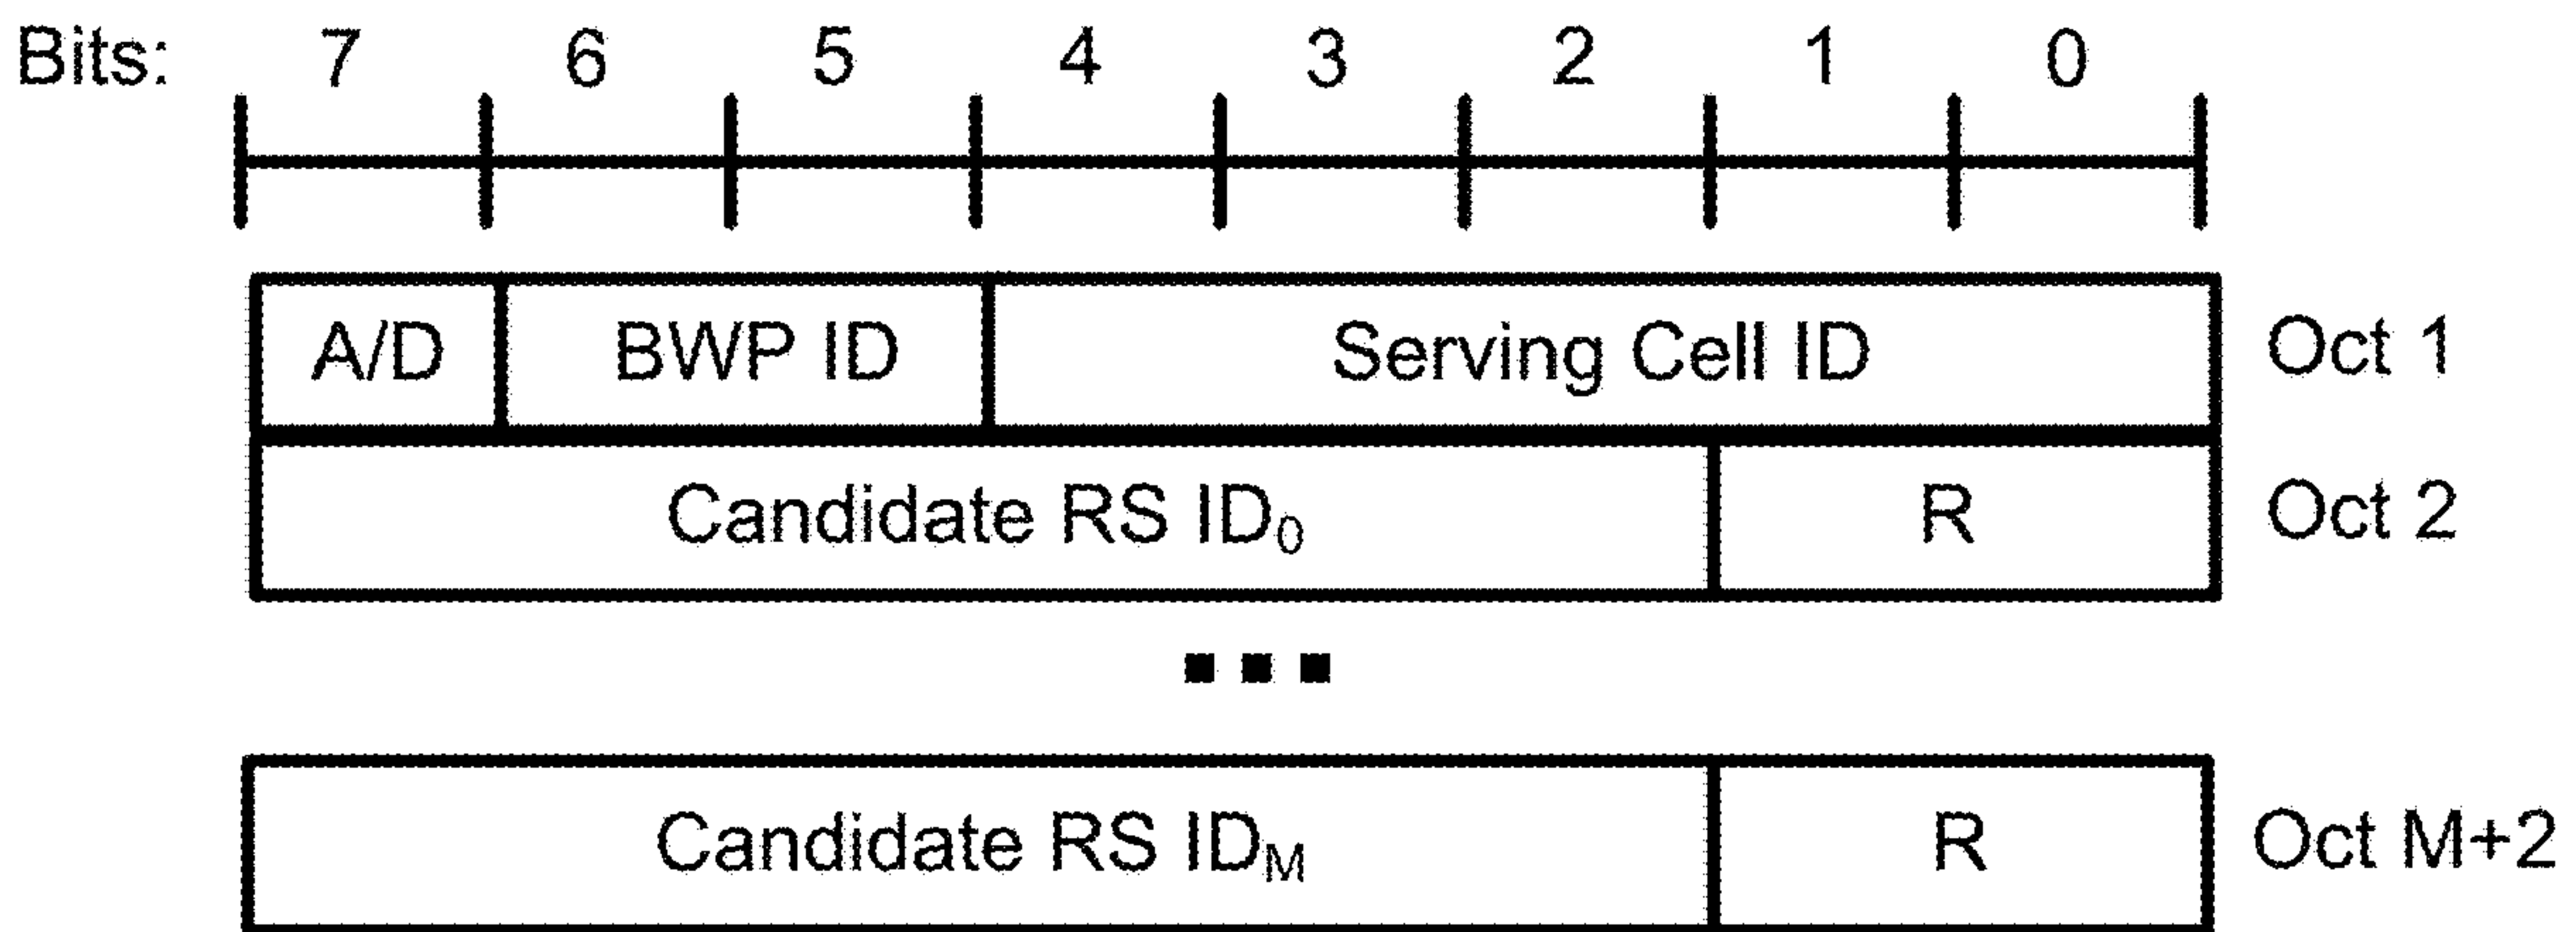 Bits: 7 6 5 4 3 2 1 0
A/D BWP ID Serving Cell ID Oct 1
Candidate RS ID₀ R Oct 2
Candidate RS ID_M R Oct M+2